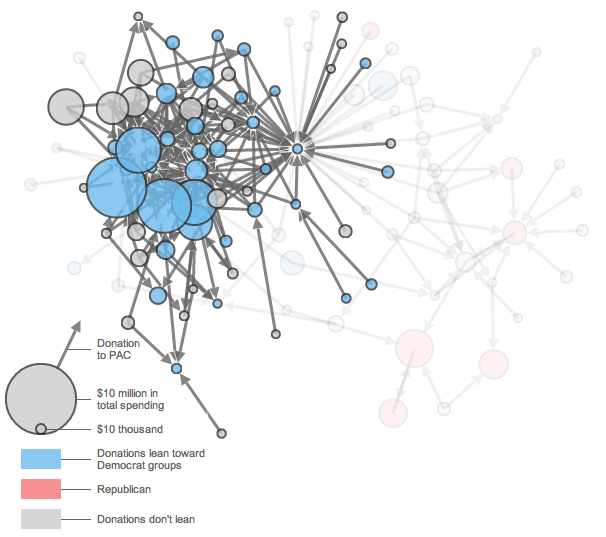 Donation
to PAC
$10 million in
total spending
$10 thousand
Donations lean toward
Democrat groups
Republican
Donations don't lean